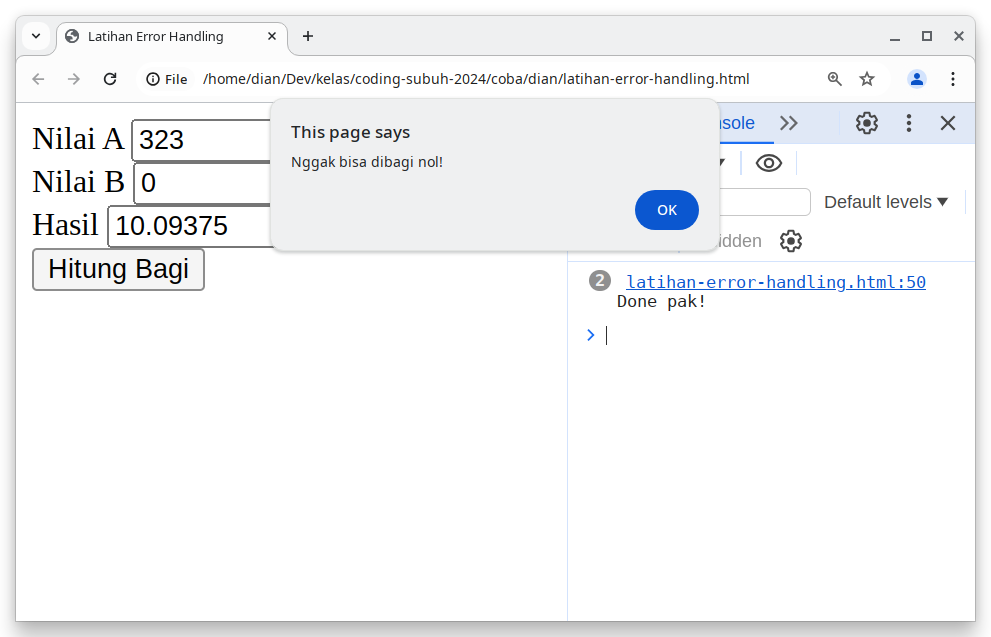 Latihan Error Handling
File /home/dian/Dev/kelas/coding-subuh-2024/coba/dian/latihan-error-handling.html
This page says
Nggak bisa dibagi nol!
OK
Nilai A 323
Nilai B 0
Hasil 10.09375
Hitung Bagi
Default levels
2 latihan-error-handling.html:50
Done pak!